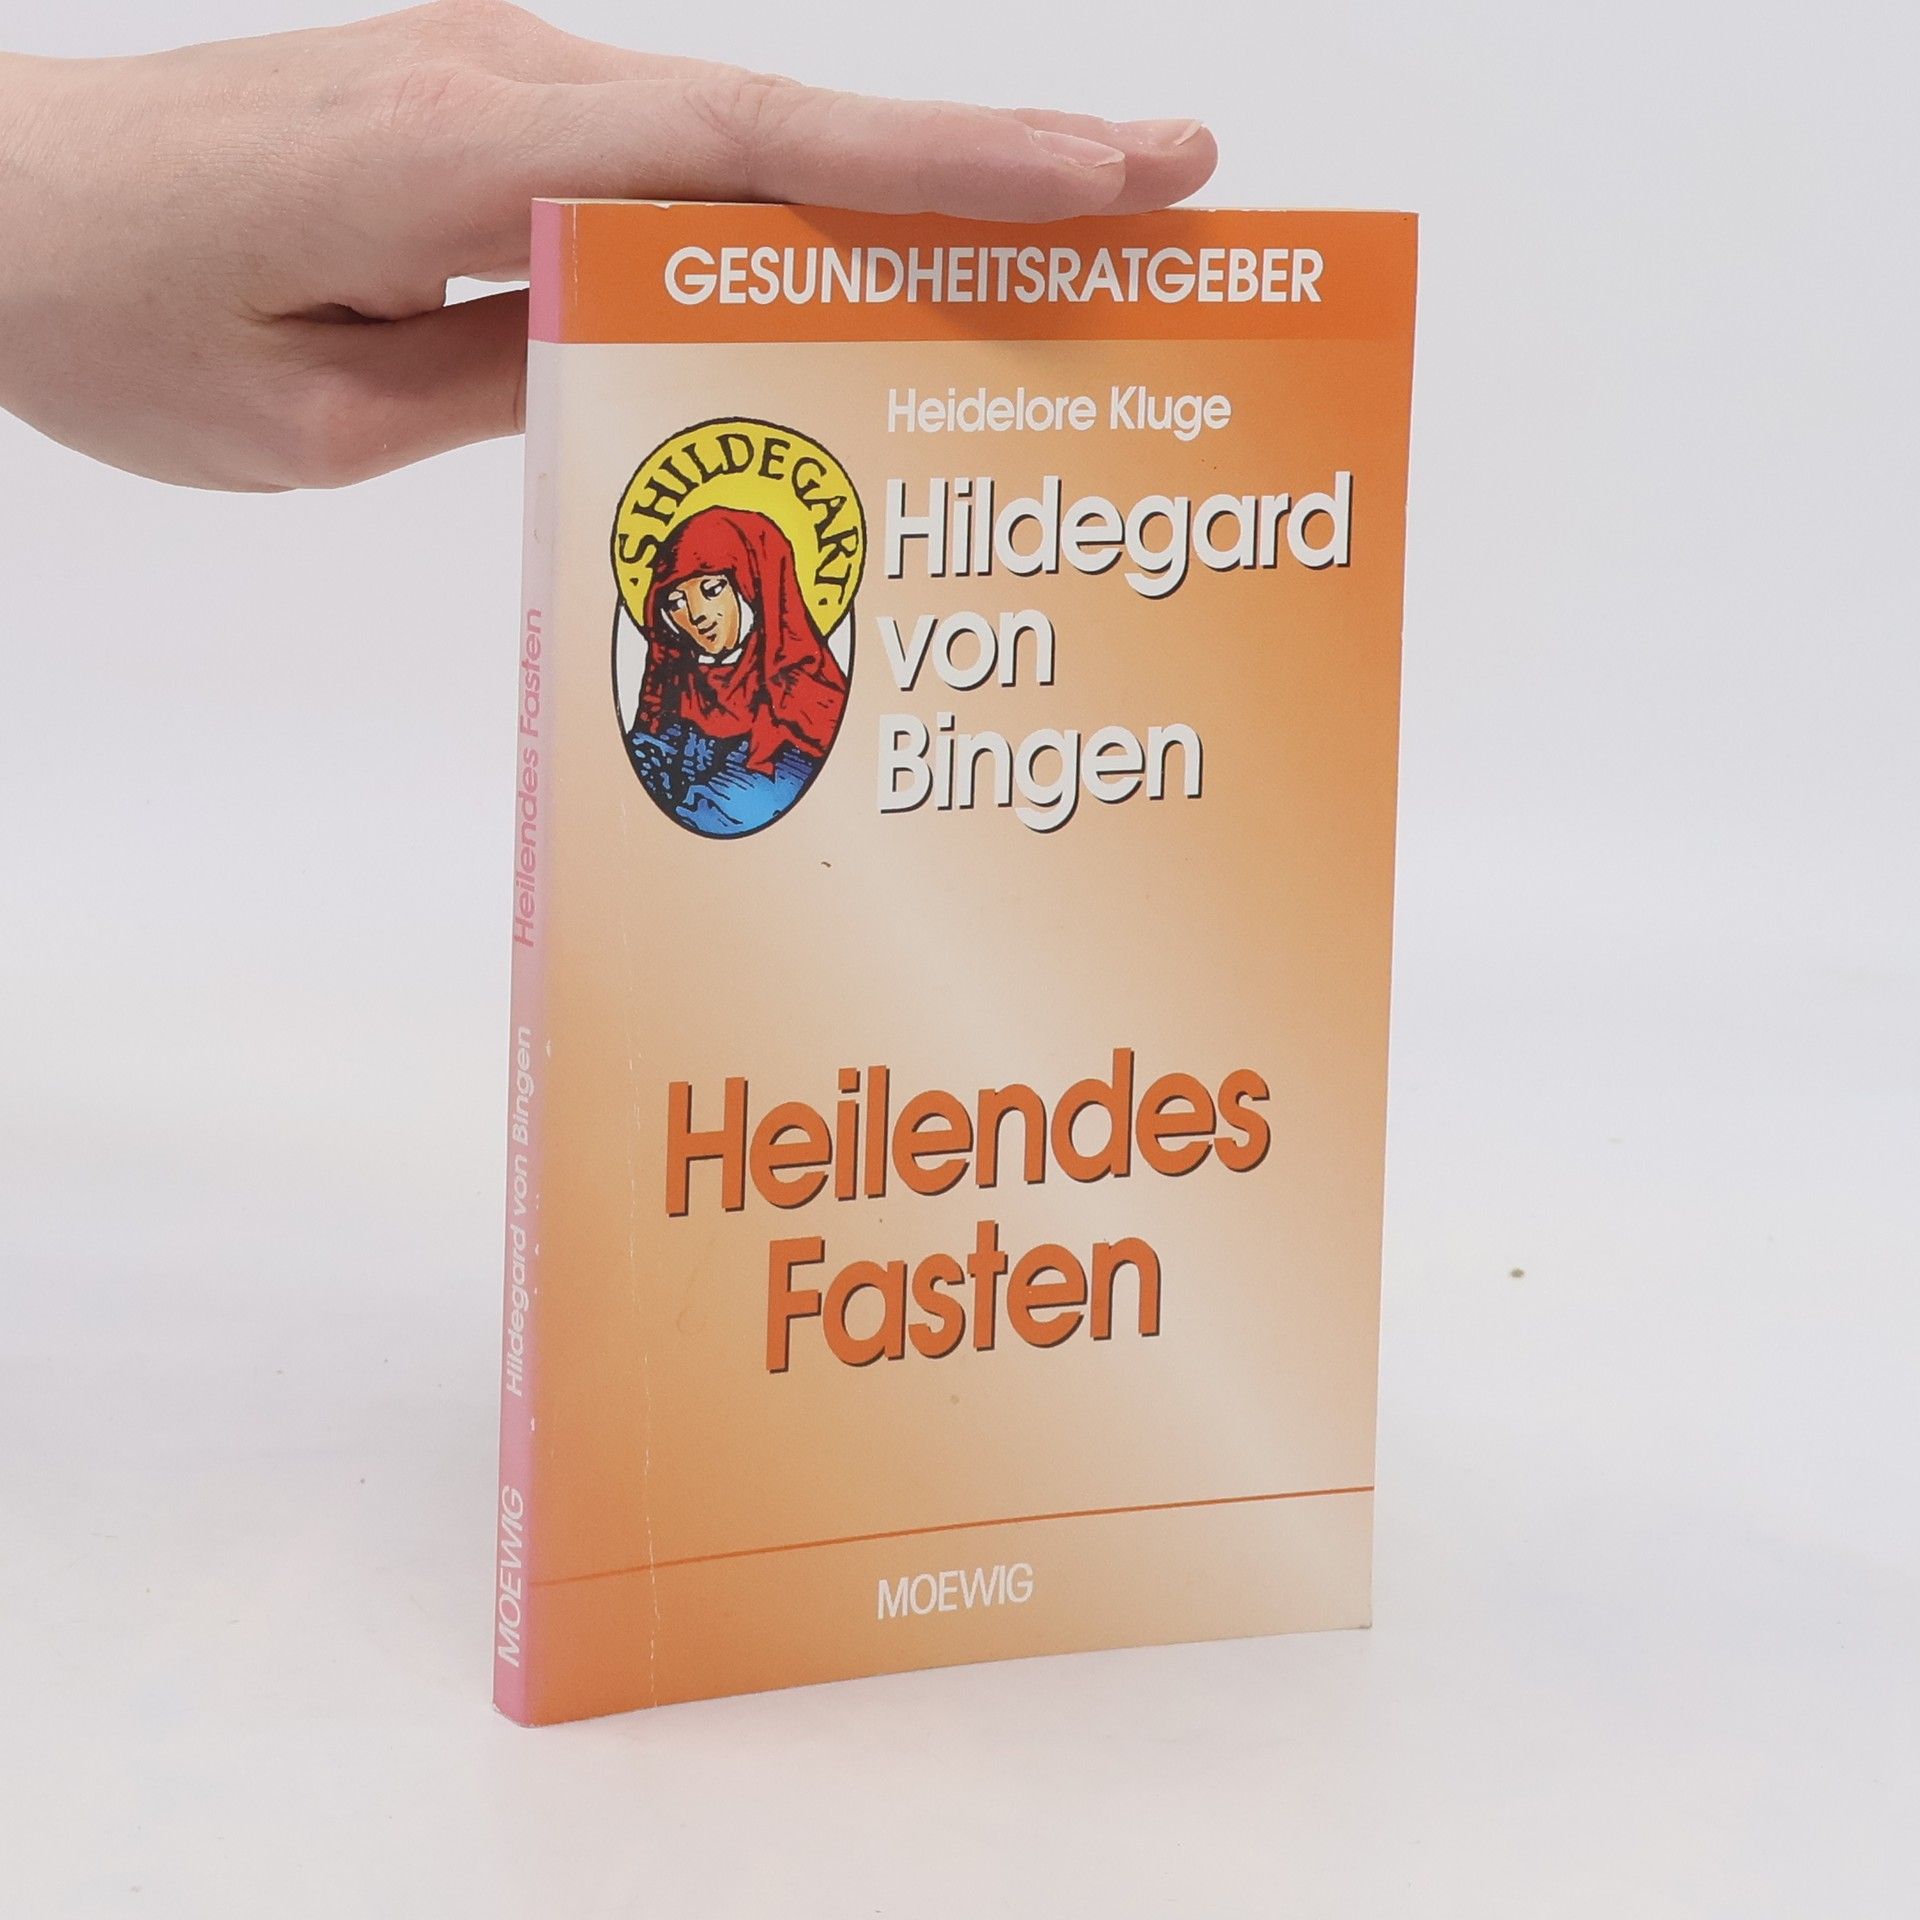 GESUNDHEITSRATGEBER
Heidelore Kluge
·S·HILDEGART·
Hildegard
von
Bingen
Heilendes
Fasten
MOEWIG
MOEWIG Hildegard von Bingen Heilendes Fasten